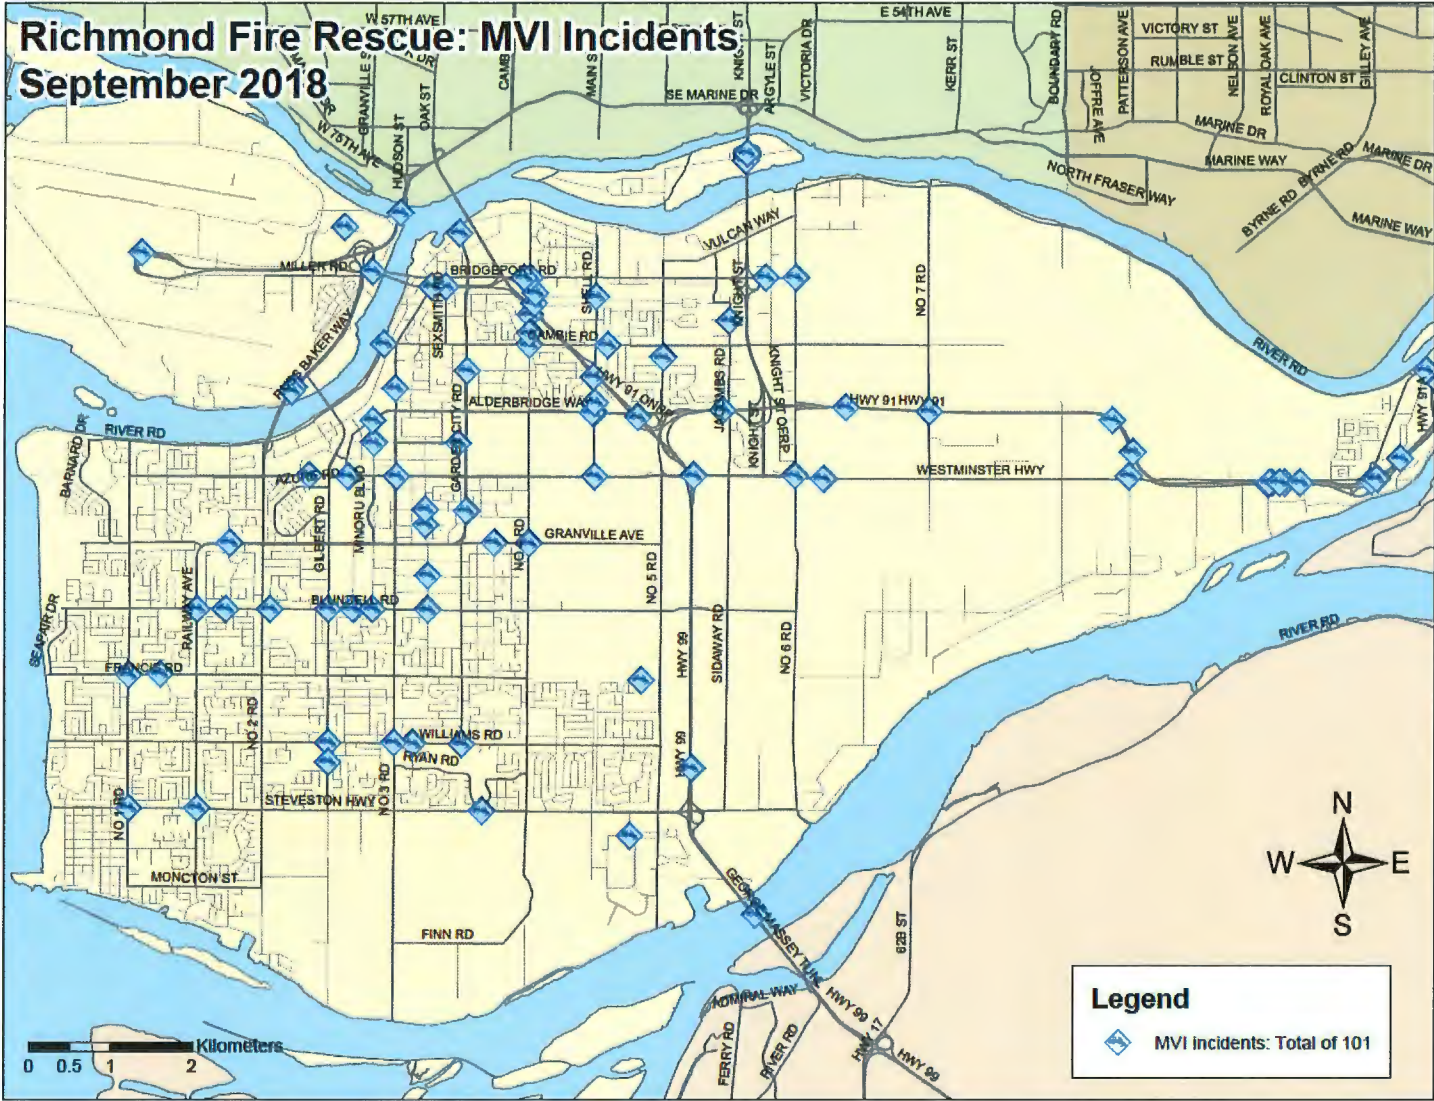 Richmond Fire Rescue: MVI Incidents
September 2018
W 57TH AVE
E 54TH AVE
VICTORY ST
RUMBLE ST
CLINTON ST
SE MARINE DR
MARINE DR
MARINE DR
MARINE WAY
MARINE WAY
NORTH FRASER WAY
BYRNE RD
BYRNE RD
BOUNDARY RD
JOFFRE AVE
PATTERSON AVE
NELSON AVE
ROYAL OAK AVE
GILLEY AVE
KERR ST
VICTORIA DR
ARGYLE ST
KNIGHT ST
MAIN S
CAMB
OAK ST
GRANVILLE S
HUDSON ST
W 75TH AVE
VULCAN WAY
MILLER RD
BRIDGEPORT RD
SHELL RD
KNIGHT ST
NO 7 RD
RIVER RD
SEXSMITH RD
CAMBIE RD
BAKER WAY
HWY 91 ONRP
JACOMBS RD
KNIGHT ST OFRP
KNIGHT ST
ALDERBRIDGE WAY
HWY 91
HWY 91
HWY 91A
GARDEN CITY RD
RIVER RD
BARNARD DR
WESTMINSTER HWY
AZURE RD
GILBERT RD
MINORU BLVD
GRANVILLE AVE
NO 5 RD
RAILWAY AVE
BLUNDELL RD
SEAFAIR DR
HWY 99
SIDAWAY RD
NO 6 RD
RIVER RD
FRANCIS RD
NO 2 RD
WILLIAMS RD
RYAN RD
HWY 99
NO 3 RD
STEVESTON HWY
NO 1 RD
MONCTON ST
FINN RD
GEORGE MASSEY TUNL
62B ST
ADMIRAL WAY
HWY 99
HWY 17
HWY 99
FERRY RD
RIVER RD
N
W
E
S
Legend
MVI incidents: Total of 101
Kilometers
0 0.5 1 2